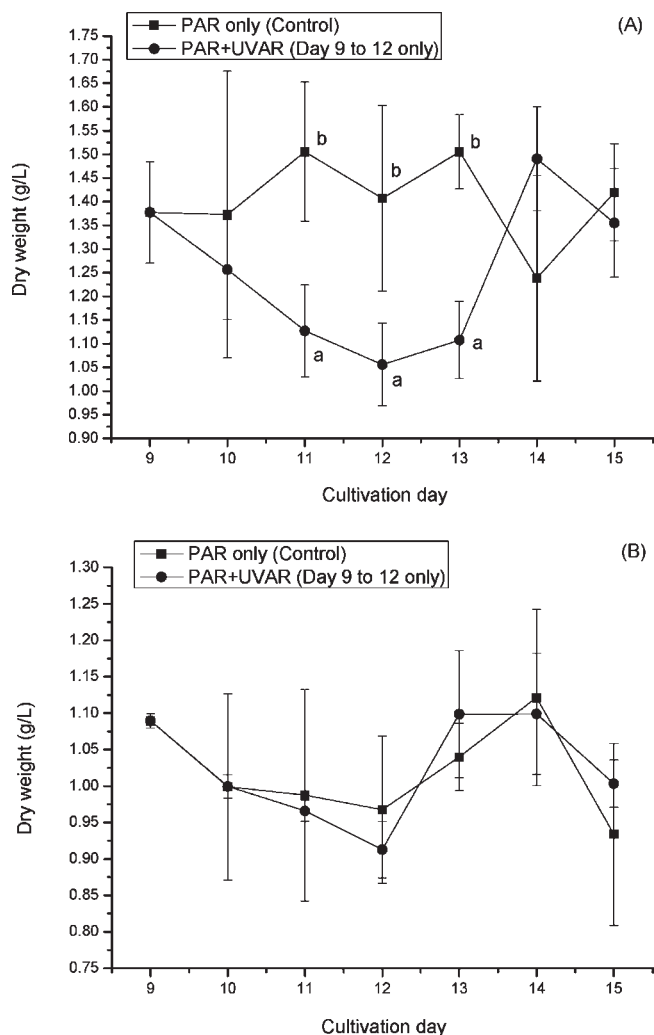 PAR only (Control)
PAR+UVAR (Day 9 to 12 only)
(A)
1.75
1.70
1.65
1.60
1.55
1.50
1.45
1.40
1.35
1.30
1.25
1.20
1.15
1.10
1.05
1.00
0.95
0.90
Dry weight (g/L)
b
b
b
a
a
a
9 10 11 12 13 14 15
Cultivation day
PAR only (Control)
PAR+UVAR (Day 9 to 12 only)
(B)
1.30
1.25
1.20
1.15
1.10
1.05
1.00
0.95
0.90
0.85
0.80
0.75
Dry weight (g/L)
9 10 11 12 13 14 15
Cultivation day